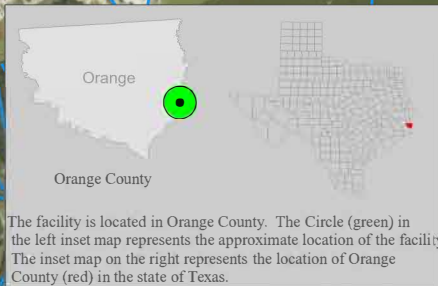 Orange
Orange County
The facility is located in Orange County. The Circle (green) in
the left inset map represents the approximate location of the facility
The inset map on the right represents the location of Orange
County (red) in the state of Texas.